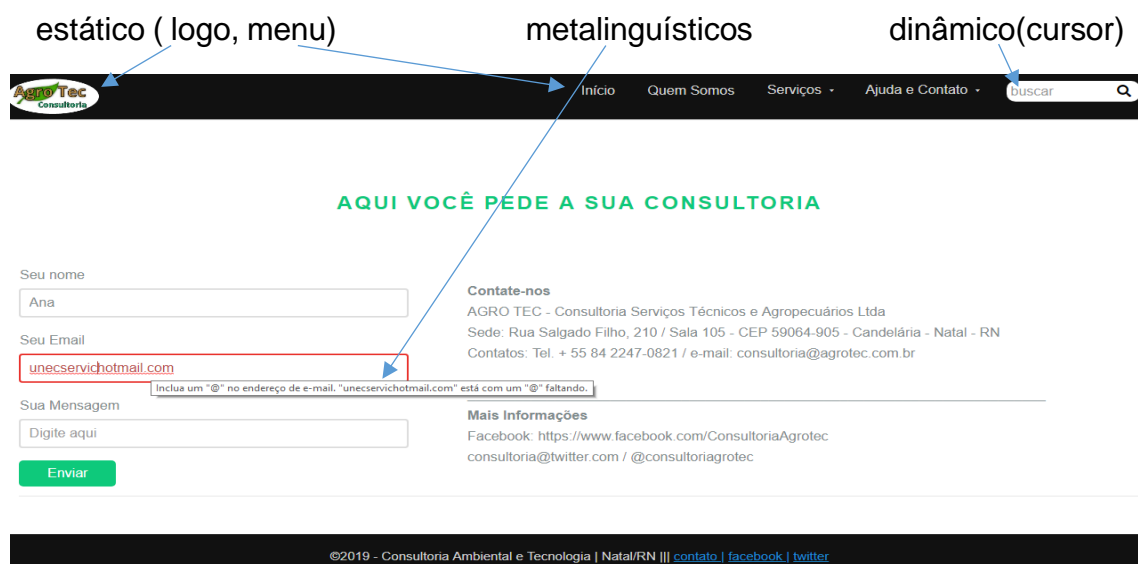 estático ( logo, menu) metalinguísticos dinâmico(cursor)
Agro Tec
Consultoria
Início Quem Somos Serviços Ajuda e Contato buscar
AQUI VOCÊ PEDE A SUA CONSULTORIA
Seu nome
Ana
Seu Email
unecservichotmail.com
Inclua um "@" no endereço de e-mail. "unecservichotmail.com" está com um "@" faltando.
Sua Mensagem
Digite aqui
Enviar
Contate-nos
AGRO TEC - Consultoria Serviços Técnicos e Agropecuários Ltda
Sede: Rua Salgado Filho, 210 / Sala 105 - CEP 59064-905 - Candelária - Natal - RN
Contatos: Tel. + 55 84 2247-0821 / e-mail: consultoria@agrotec.com.br
Mais Informações
Facebook: https://www.facebook.com/ConsultoriaAgrotec
consultoria@twitter.com / @consultoriagrotec
©2019 - Consultoria Ambiental e Tecnologia | Natal/RN ||| contato | facebook | twitter